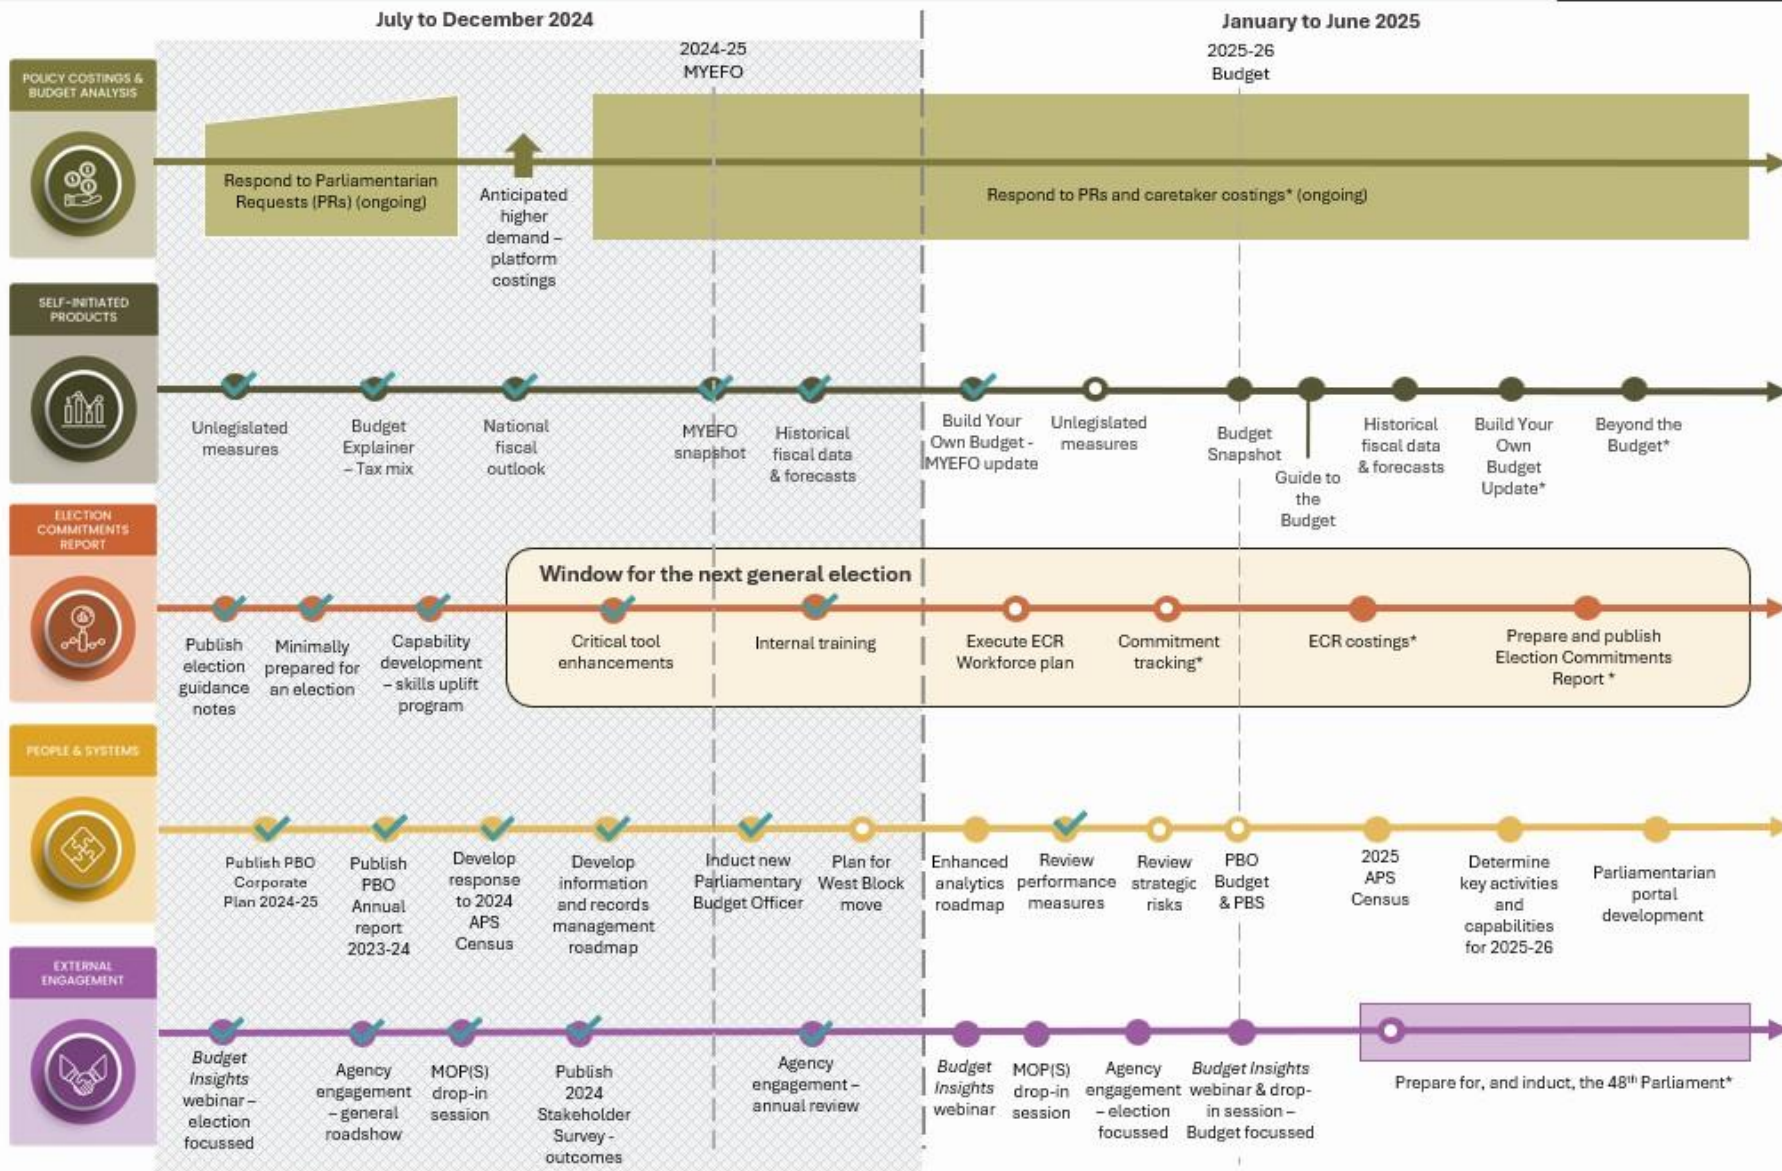 July to December 2024
January to June 2025
2024-25
MYEFO
2025-26
Budget
POLICY COSTINGS &
BUDGET ANALYSIS
Respond to Parliamentarian
Requests (PRs) (ongoing)
Anticipated
higher
demand –
platform
costings
Respond to PRs and caretaker costings* (ongoing)
SELF-INITIATED
PRODUCTS
Unlegislated
measures
Budget
Explainer
– Tax mix
National
fiscal
outlook
MYEFO
snapshot
Historical
fiscal data
& forecasts
Build Your
Own Budget -
MYEFO update
Unlegislated
measures
Budget
Snapshot
Guide to
the
Budget
Historical
fiscal data
& forecasts
Build Your
Own
Budget
Update*
Beyond the
Budget*
ELECTION
COMMITMENTS
REPORT
Window for the next general election
Publish
election
guidance
notes
Minimally
prepared for
an election
Capability
development
– skills uplift
program
Critical tool
enhancements
Internal training
Execute ECR
Workforce plan
Commitment
tracking*
ECR costings*
Prepare and publish
Election Commitments
Report *
PEOPLE & SYSTEMS
Publish PBO
Corporate
Plan 2024-25
Publish
PBO
Annual
report
2023-24
Develop
response
to 2024
APS
Census
Develop
information
and records
management
roadmap
Induct new
Parliamentary
Budget Officer
Plan for
West Block
move
Enhanced
analytics
roadmap
Review
performance
measures
Review
strategic
risks
PBO
Budget
& PBS
2025
APS
Census
Determine
key activities
and
capabilities
for 2025-26
Parliamentarian
portal
development
EXTERNAL
ENGAGEMENT
Budget
Insights
webinar –
election
focussed
Agency
engagement
– general
roadshow
MOP(S)
drop-in
session
Publish
2024
Stakeholder
Survey -
outcomes
Agency
engagement –
annual review
Budget
Insights
webinar
MOP(S)
drop-in
session
Agency
engagement
– election
focussed
Budget Insights
webinar & drop-
in session –
Budget focussed
Prepare for, and induct, the 48th Parliament*